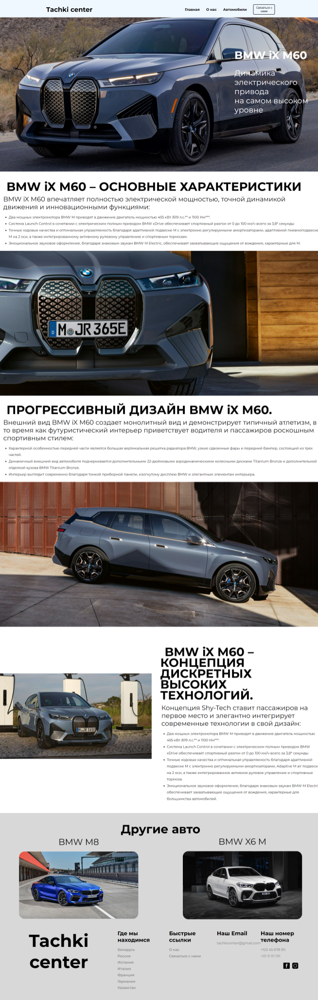 Tachki center
Главная О нас Автомобили Связаться с
нами
BMW iX M60
Динамика
электрического
привода
на самом высоком
уровне
BMW iX M60 – ОСНОВНЫЕ ХАРАКТЕРИСТИКИ
BMW iX M60 впечатляет полностью электрической мощностью, точной динамикой
движения и инновационными функциями:
Два мощных электромотора BMW M приводят в движение двигатель мощностью 455 кВт /619 л.с.** и 1100 Нм***.
Система Launch Control в сочетании с электрическим полным приводом BMW xDrive обеспечивает спортивный разгон от 0 до 100 км/ч всего за 3,8* секунды
Точные ходовые качества и оптимальная управляемость благодаря адаптивной подвеске M с электронно регулируемыми амортизаторами, адаптивной пневмоподвеске
M на 2 оси, а также интегрированному активному рулевому управлению и спортивным тормозам.
Эмоциональное звуковое оформление, благодаря знаковым звукам BMW M Electric, обеспечивает захватывающие ощущения от вождения, характерные для M.
M JR 365E
ПРОГРЕССИВНЫЙ ДИЗАЙН BMW iX M60.
Внешний вид BMW iX M60 создает монолитный вид и демонстрирует типичный атлетизм, в
то время как футуристический интерьер приветствует водителя и пассажиров роскошным
спортивным стилем:
Характерной особенностью передней части является большая вертикальная решетка радиатора BMW, узкие сдвоенные фары и передний бампер, состоящий из трех
частей.
Динамичный внешний вид автомобиля подчеркивается дополнительными 22-дюймовыми аэродинамическими колесными дисками Titanium Bronze и дополнительной
отделкой кузова BMW Titanium Bronze.
Интерьер выглядит современно благодаря тонкой приборной панели, изогнутому дисплею BMW и элегантным элементам интерьера.
BMW iX M60 –
КОНЦЕПЦИЯ
ДИСКРЕТНЫХ
ВЫСОКИХ
ТЕХНОЛОГИЙ.
Концепция Shy-Tech ставит пассажиров на
первое место и элегантно интегрирует
современные технологии в свой дизайн:
Два мощных электромотора BMW M приводят в движение двигатель мощностью
455 кВт /619 л.с.** и 1100 Нм***.
Система Launch Control в сочетании с электрическим полным приводом BMW
xDrive обеспечивает спортивный разгон от 0 до 100 км/ч всего за 3,8* секунды
Точные ходовые качества и оптимальная управляемость благодаря адаптивной
подвеске M с электронно регулируемыми амортизаторами, Adaptive M air подвеск
на 2 оси, а также интегрированное активное рулевое управление и спортивные
тормоза.
Эмоциональное звуковое оформление, благодаря знаковым звукам BMW M Electri
обеспечивает захватывающие ощущения от вождения, характерные для
большинства автомобилей.
M JR 365E
Другие авто
BMW M8 BMW X6 M
Tachki
center
Где мы
находимся
Беларусь
Россия
Испания
Италия
Франция
Германия
Казахстан
Быстрые
ссылки
О нас
Связаться с нами
Наш Email
tachkicenter@gmail.com
Наш номер
телефона
+123 45 678 90
+111 11 111 1111